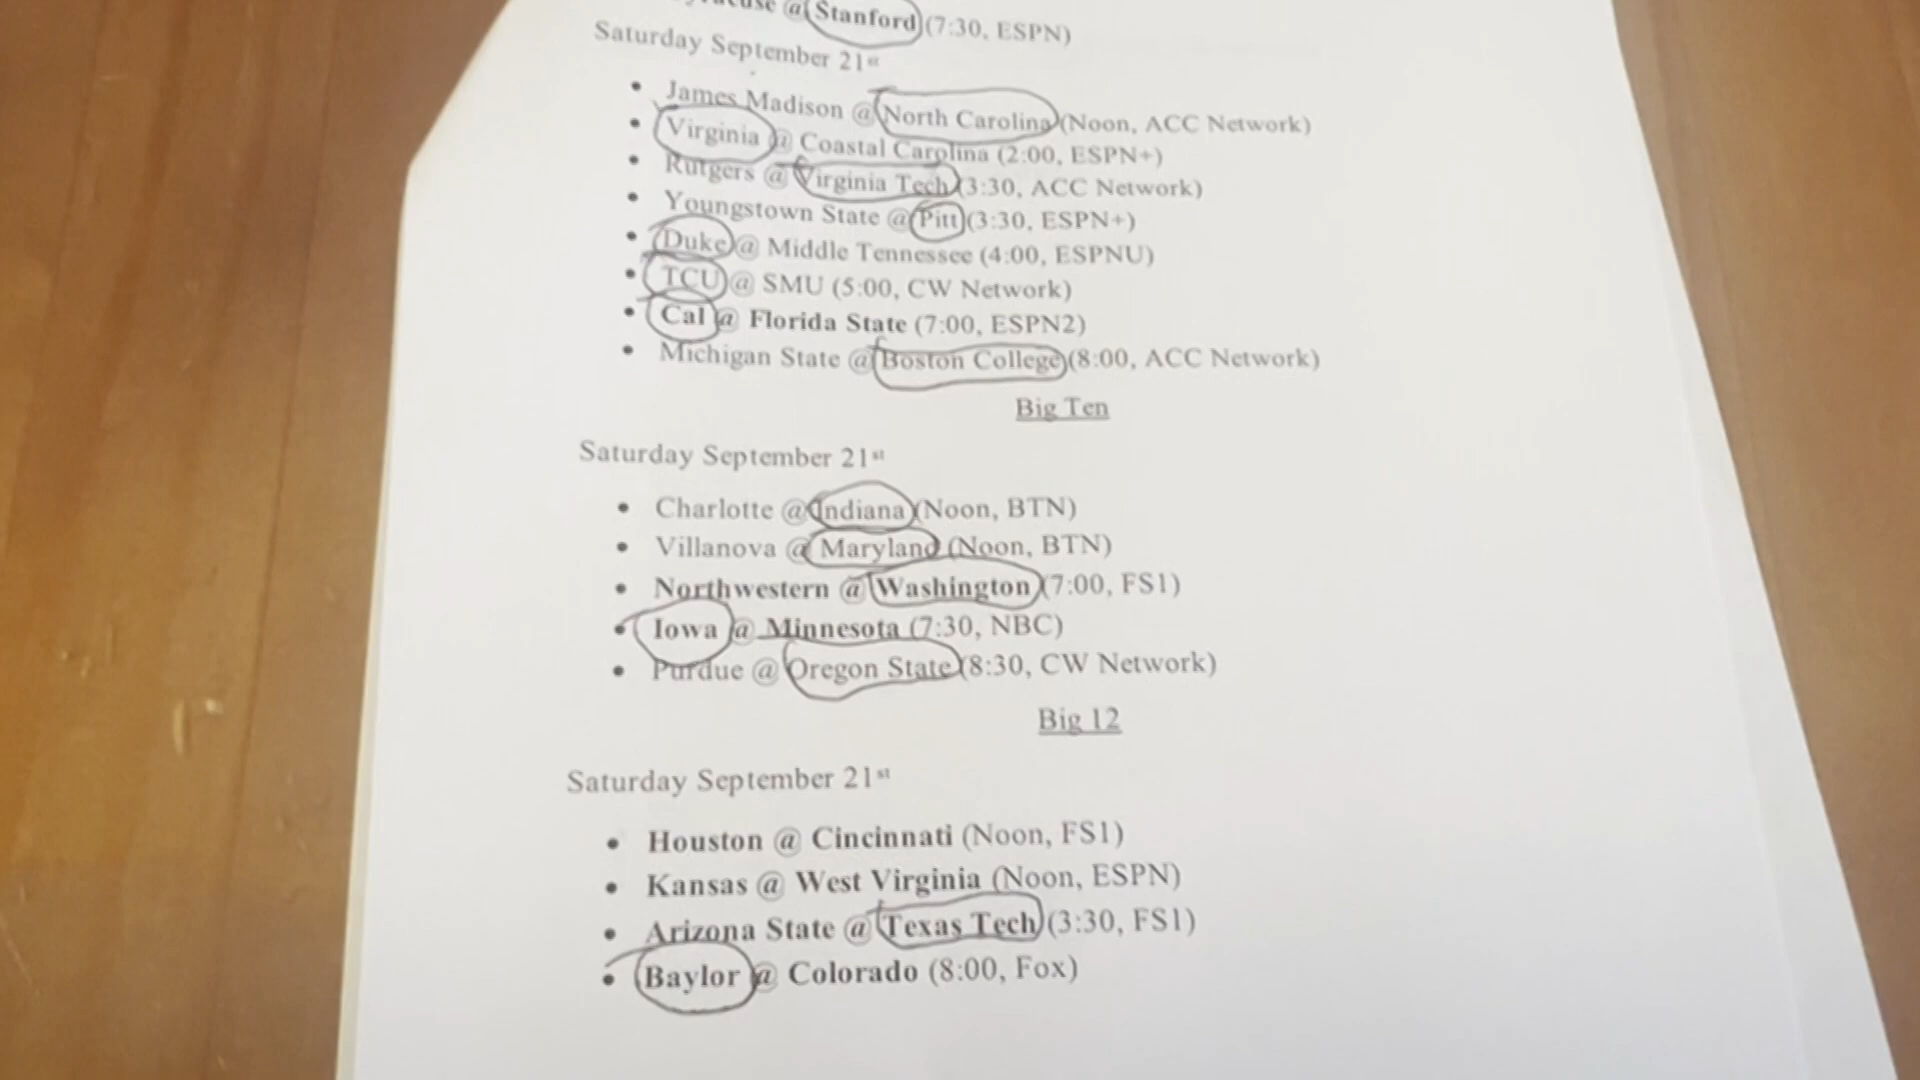 @ Stanford (7:30, ESPN)
Saturday September 21st
• James Madison @ North Carolina (Noon, ACC Network)
• Virginia @ Coastal Carolina (2:00, ESPN+)
• Rutgers @ Virginia Tech (3:30, ACC Network)
• Youngstown State @ Pitt (3:30, ESPN+)
• Duke @ Middle Tennessee (4:00, ESPNU)
• TCU @ SMU (5:00, CW Network)
• Cal @ Florida State (7:00, ESPN2)
• Michigan State @ Boston College (8:00, ACC Network)
Big Ten
Saturday September 21st
• Charlotte @ Indiana (Noon, BTN)
• Villanova @ Maryland (Noon, BTN)
• Northwestern @ Washington (7:00, FS1)
• Iowa @ Minnesota (7:30, NBC)
• Purdue @ Oregon State (8:30, CW Network)
Big 12
Saturday September 21st
• Houston @ Cincinnati (Noon, FS1)
• Kansas @ West Virginia (Noon, ESPN)
• Arizona State @ Texas Tech (3:30, FS1)
• Baylor @ Colorado (8:00, Fox)